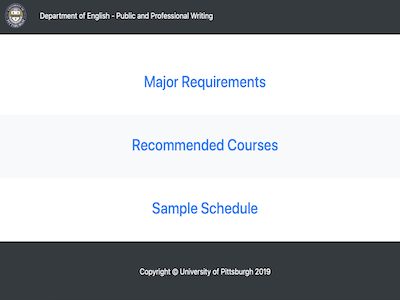 Department of English - Public and Professional Writing
Major Requirements
Recommended Courses
Sample Schedule
Copyright © University of Pittsburgh 2019